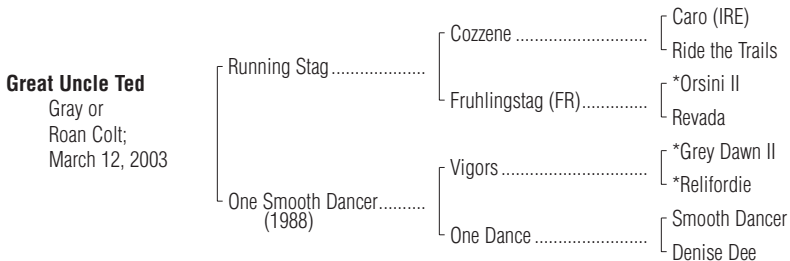 Great Uncle Ted
Gray or
Roan Colt;
March 12, 2003
Running Stag....................
One Smooth Dancer..........
(1988)
Cozzene ............................
Fruhlingstag (FR)..............
Vigors ...............................
One Dance ........................
Caro (IRE)
Ride the Trails
*Orsini II
Revada
*Grey Dawn II
*Relifordie
Smooth Dancer
Denise Dee